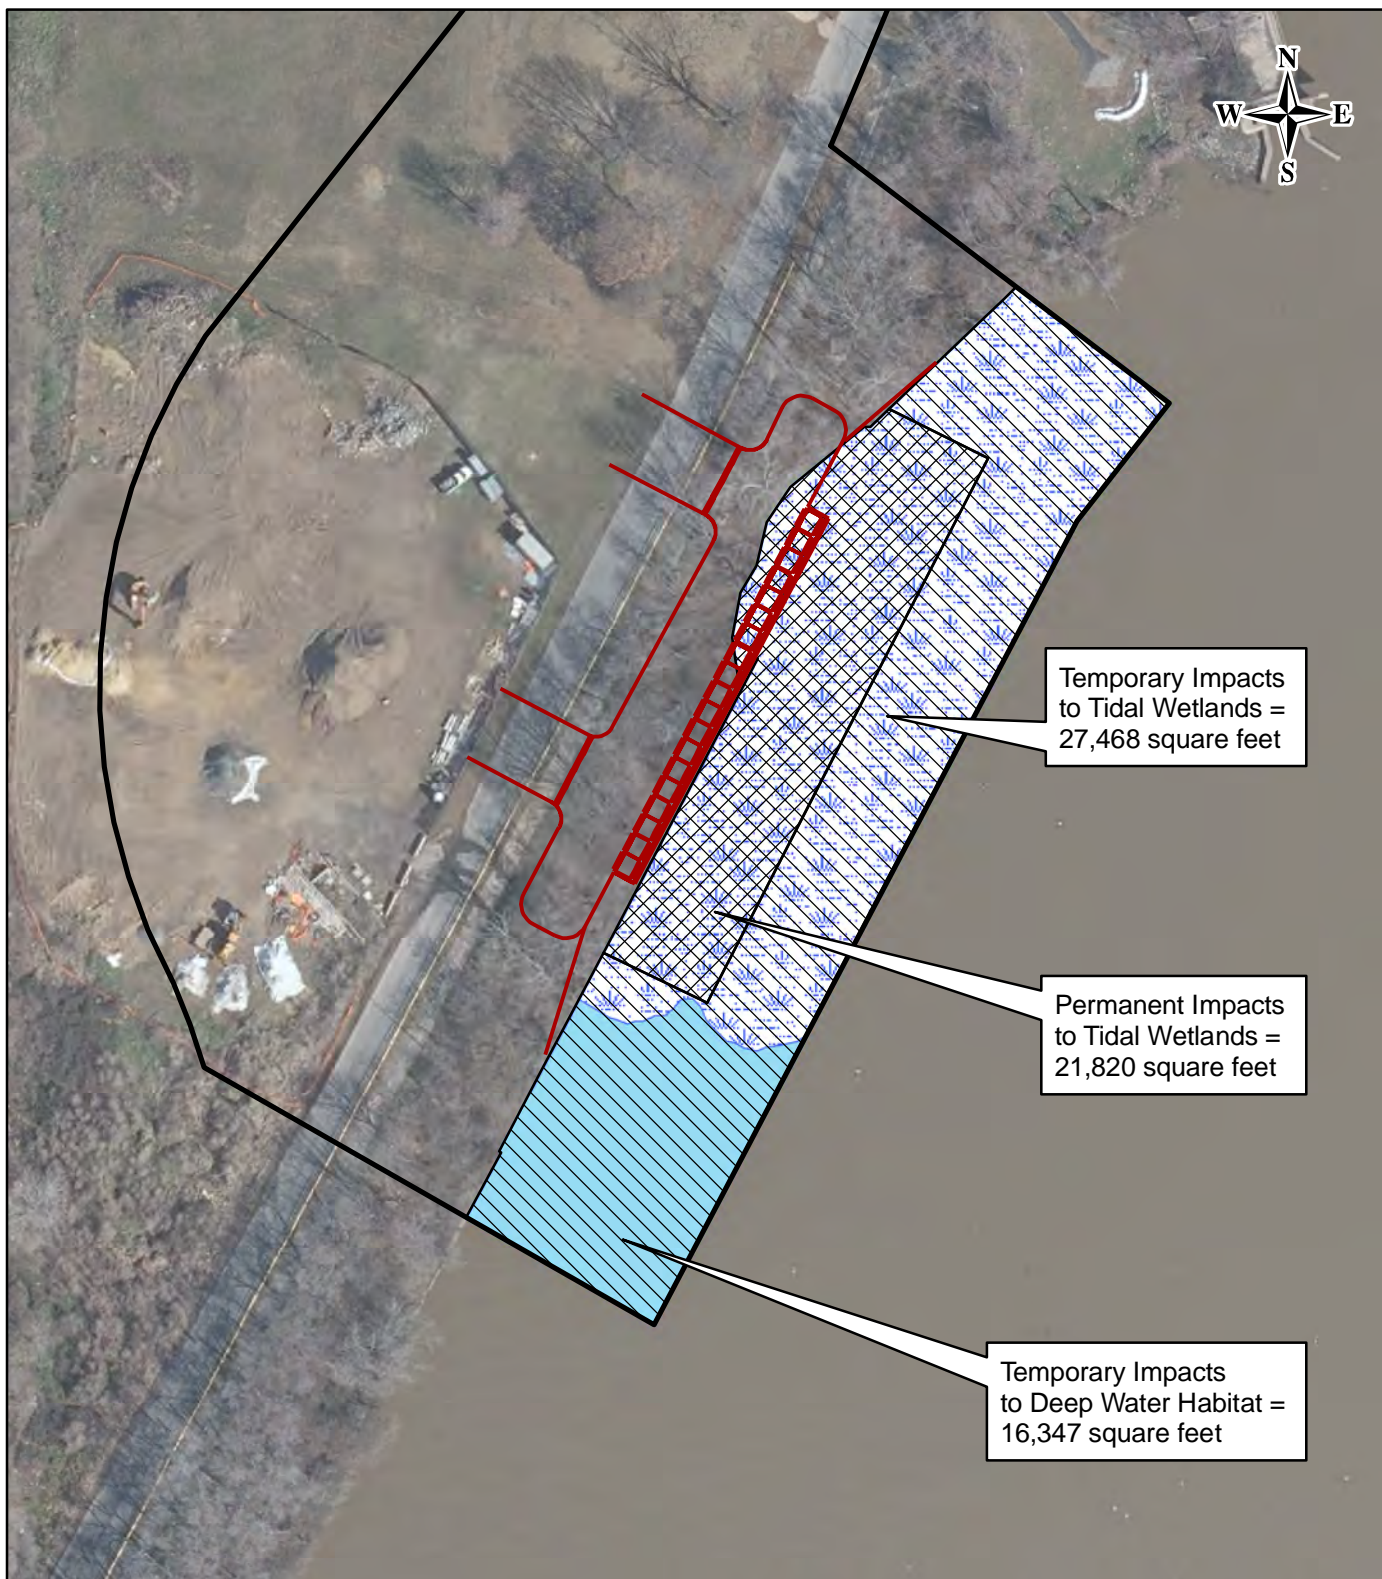 N
W E
S
Temporary Impacts
to Tidal Wetlands =
27,468 square feet
Permanent Impacts
to Tidal Wetlands =
21,820 square feet
Temporary Impacts
to Deep Water Habitat =
16,347 square feet